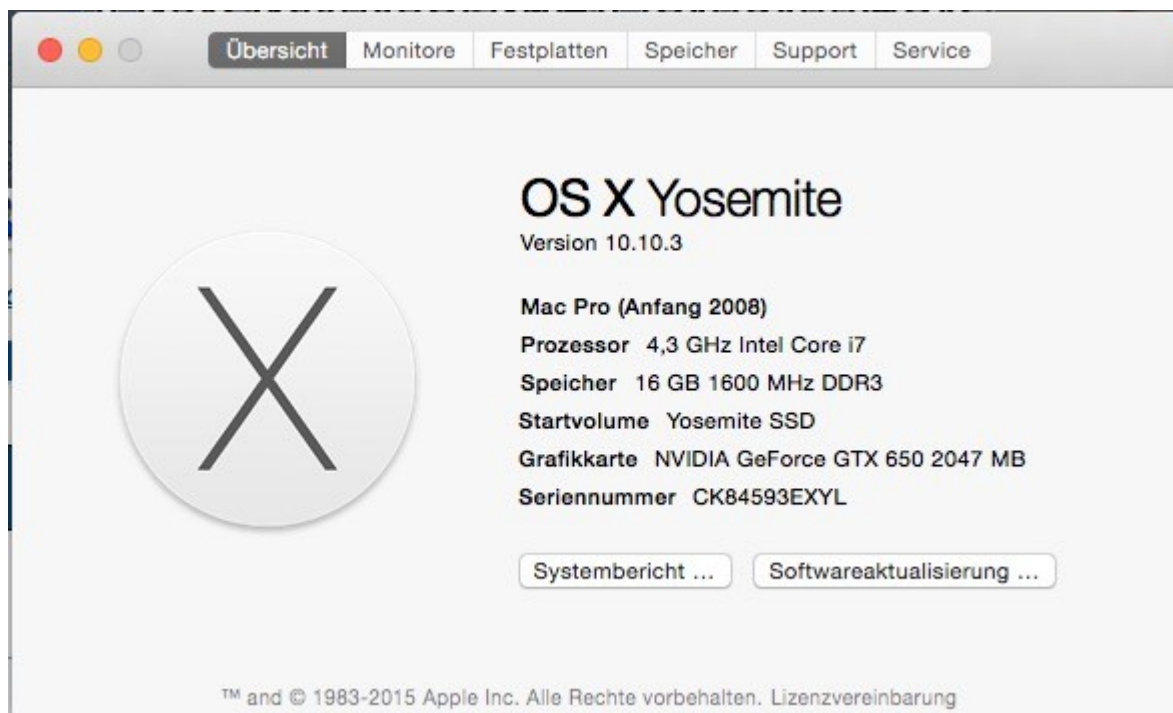 Übersicht Monitore Festplatten Speicher Support Service
OS X Yosemite
Version 10.10.3
Mac Pro (Anfang 2008)
Prozessor 4,3 GHz Intel Core i7
Speicher 16 GB 1600 MHz DDR3
Startvolume Yosemite SSD
Grafikkarte NVIDIA GeForce GTX 650 2047 MB
Seriennummer CK84593EXYL
Systembericht ... Softwareaktualisierung ...
™ and © 1983-2015 Apple Inc. Alle Rechte vorbehalten. Lizenzvereinbarung